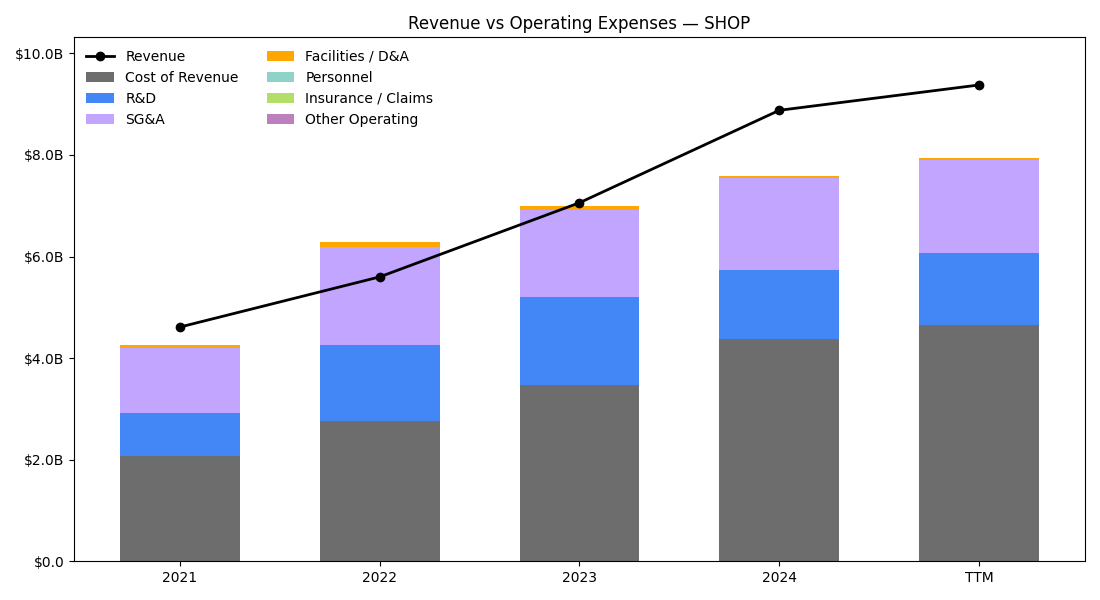 Revenue vs Operating Expenses — SHOP
$10.0B
$8.0B
$6.0B
$4.0B
$2.0B
$0.0
Revenue
Cost of Revenue
R&D
SG&A
Facilities / D&A
Personnel
Insurance / Claims
Other Operating
2021
2022
2023
2024
TTM